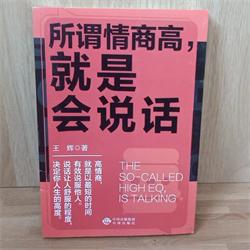 所谓情商高，
就是
会说话
王 辉◎著
高情商，
就是以最短的时间
有效说服他人。
说话让人舒服的程度，
决定你人生的高度。
THE
SO-CALLED
HIGH EQ,
IS TALKING